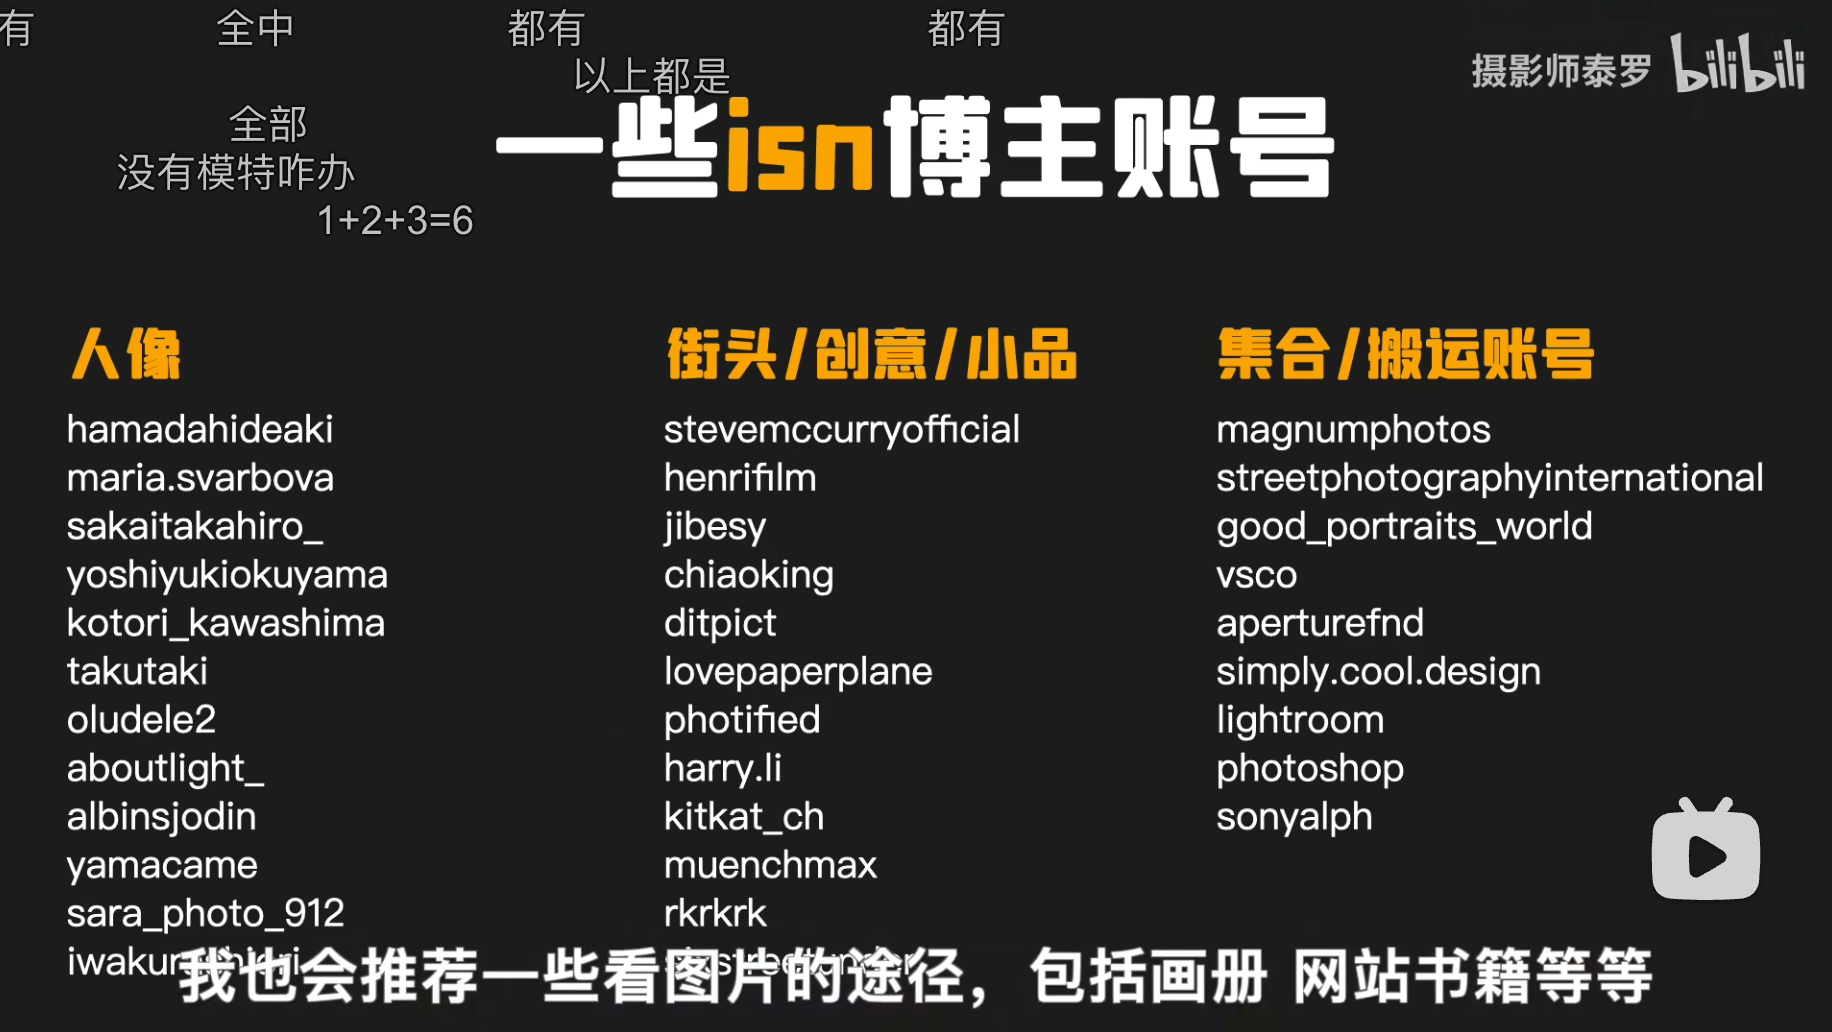 有
全中
都有
都有
以上都是
全部
没有模特咋办
1+2+3=6
摄影师泰罗 bilibili
一些isn博主账号
人像
hamadahideaki
maria.svarbova
sakaitakahiro_
yoshiyukiokuyama
kotori_kawashima
takutaki
oludele2
aboutlight_
albinsjodin
yamacame
sara_photo_912
街头/创意/小品
stevemccurryofficial
henrifilm
jibesy
chiaoking
ditpict
lovepaperplane
photified
harry.li
kitkat_ch
muenchmax
rkrkrk
集合/搬运账号
magnumphotos
streetphotographyinternational
good_portraits_world
vsco
aperturefnd
simply.cool.design
lightroom
photoshop
sonyalph
我也会推荐一些看图片的途径，包括画册 网站书籍等等